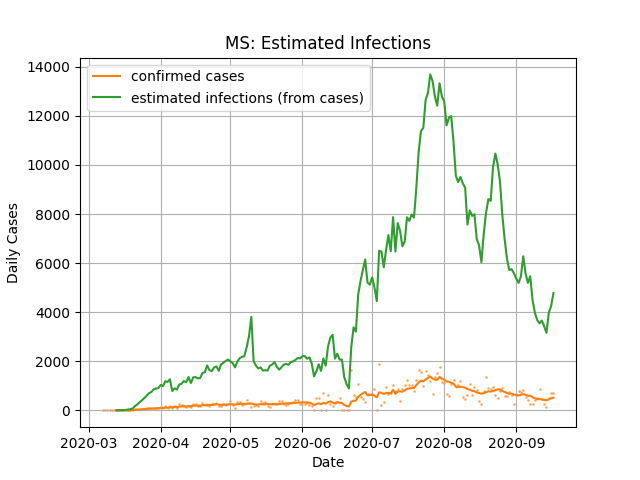 MS: Estimated Infections
confirmed cases
estimated infections (from cases)
14000
12000
10000
8000
6000
4000
2000
0
Daily Cases
2020-03 2020-04 2020-05 2020-06 2020-07 2020-08 2020-09
Date